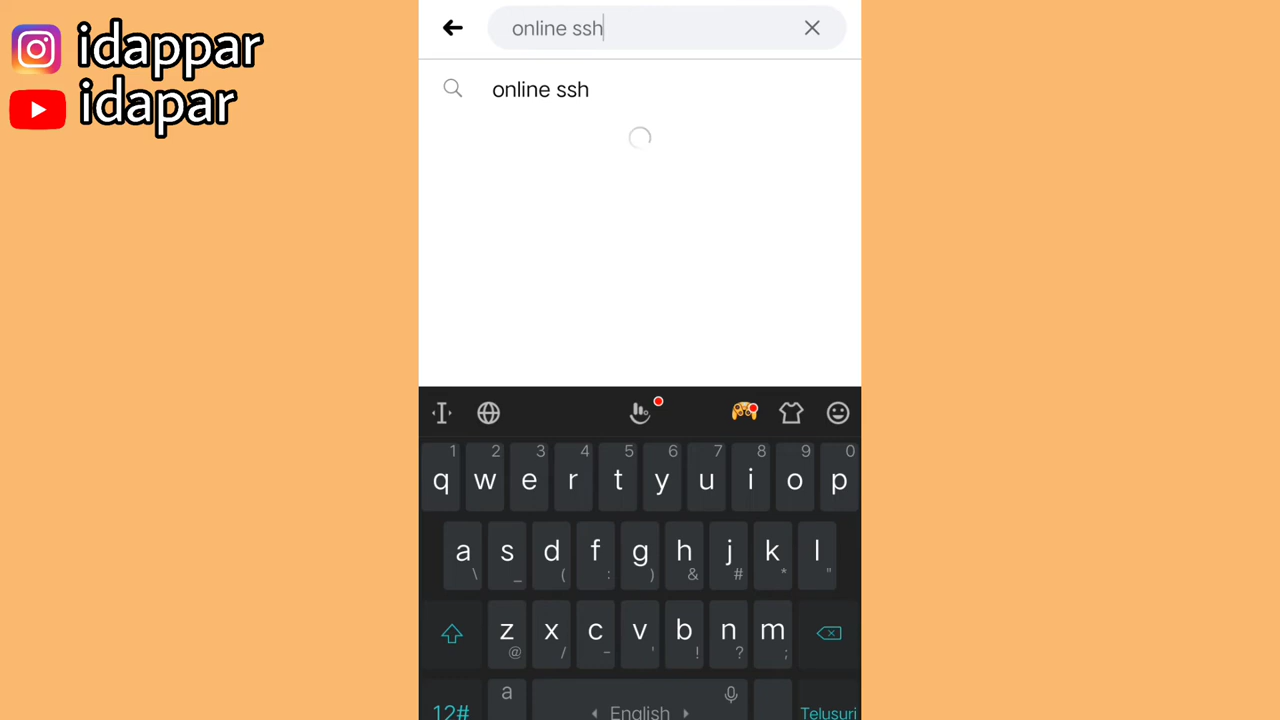 idappar
idapar
online ssh
online ssh
1 2 3 4 5 6 7 8 9 0
q w e r t y u i o p
a s d f g h j k l
\ _ ( : ) & # * "
z x c v b n m
@ / - ' ! ? ;
12# a English Telusuri